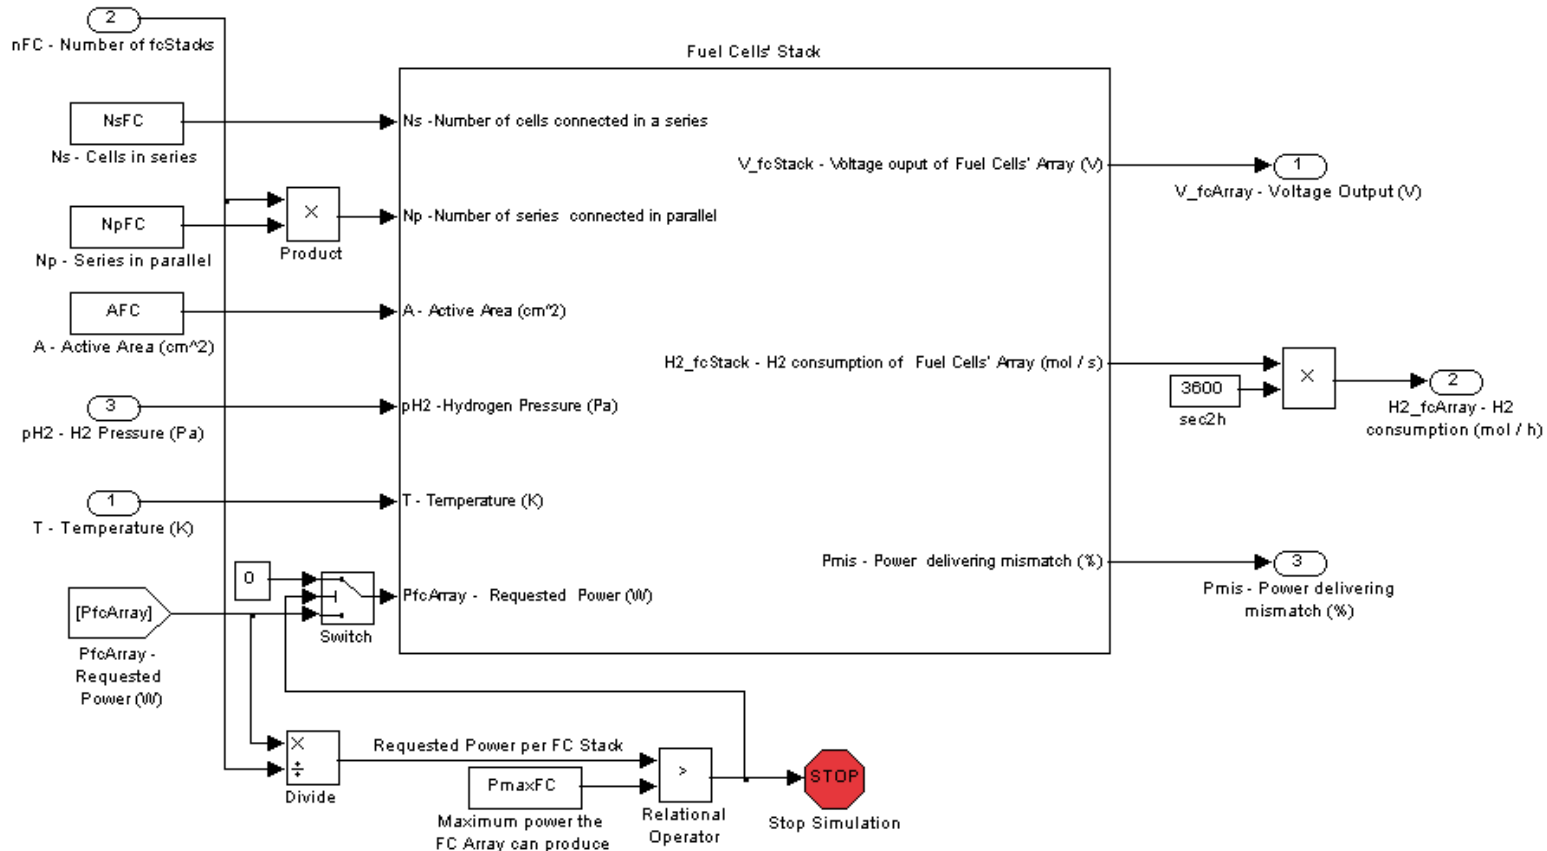 2
nFC - Number of fcStacks
Fuel Cells' Stack
NsFC
Ns - Cells in series
Ns -Number of cells connected in a series
V_fcStack - Voltage ouput of Fuel Cells' Array (V)
1
V_fcArray - Voltage Output (V)
NpFC
Np - Series in parallel
×
Product
Np -Number of series connected in parallel
AFC
A - Active Area (cm^2)
A - Active Area (cm^2)
H2_fcStack - H2 consumption of Fuel Cells' Array (mol / s)
3600
sec2h
×
2
H2_fcArray - H2
consumption (mol / h)
3
pH2 - H2 Pressure (Pa)
pH2 -Hydrogen Pressure (Pa)
1
T - Temperature (K)
T - Temperature (K)
Pmis - Power delivering mismatch (%)
3
Pmis - Power delivering
mismatch (%)
0
[PfcArray]
PfcArray -
Requested
Power (W)
Switch
PfcArray - Requested Power (W)
×
÷
Divide
Requested Power per FC Stack
PmaxFC
Maximum power the
FC Array can produce
>
Relational
Operator
STOP
Stop Simulation